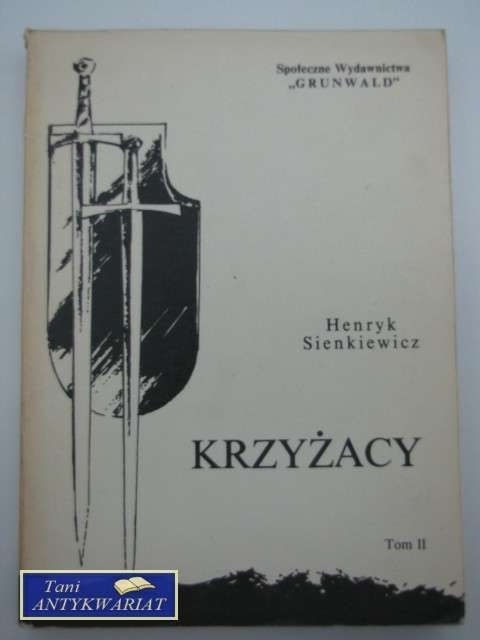 Społeczne Wydawnictwa
„GRUNWALD”
Henryk
Sienkiewicz
KRZYŻACY
Tom II
Tani
ANTYKWARIAT